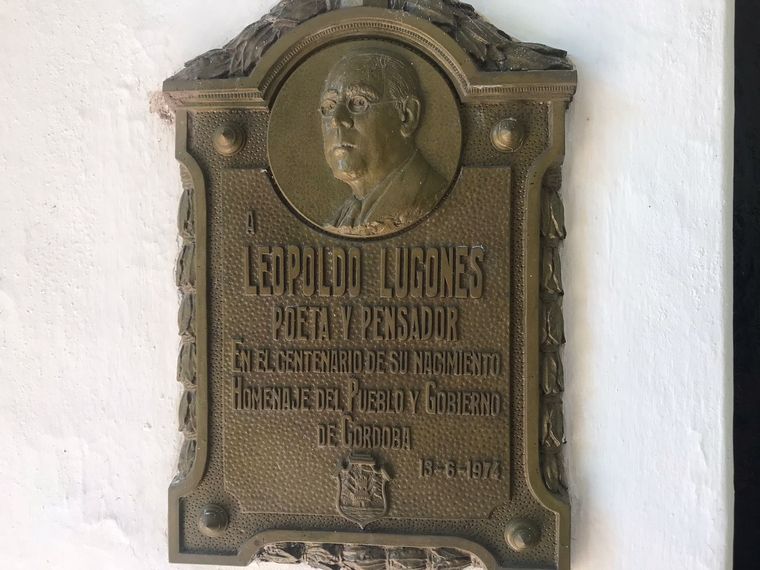 A
LEOPOLDO LUGONES
POETA Y PENSADOR
EN EL CENTENARIO DE SU NACIMIENTO
HOMENAJE DEL PUEBLO Y GOBIERNO
DE CORDOBA
13-6-1974